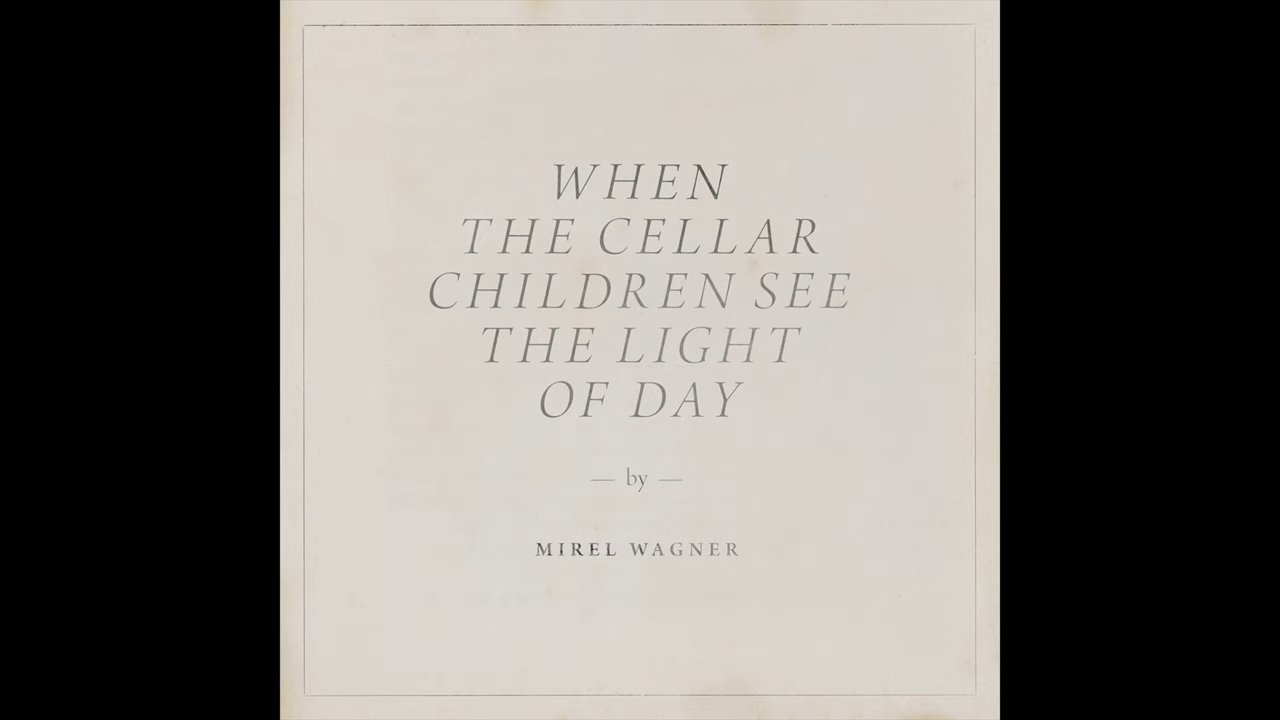 WHEN
THE CELLAR
CHILDREN SEE
THE LIGHT
OF DAY
— by —
MIREL WAGNER